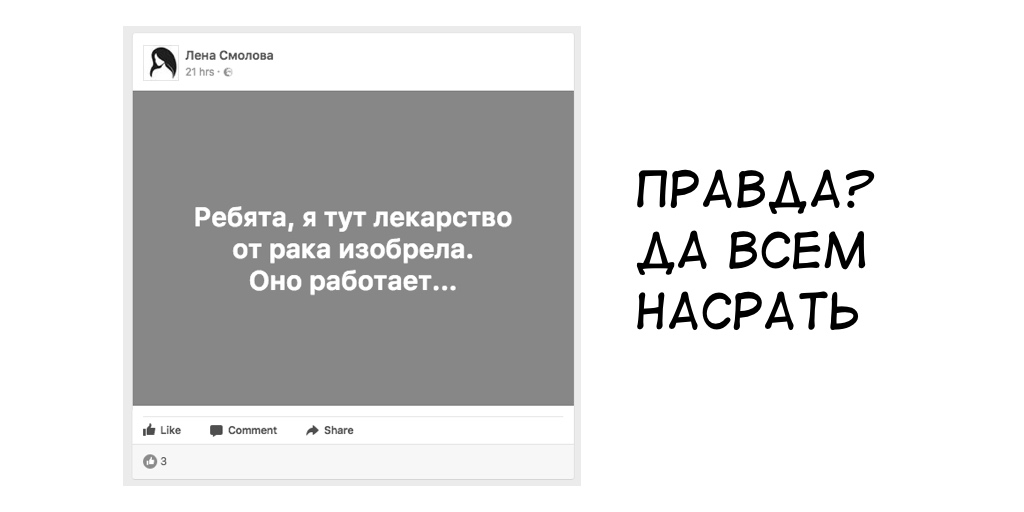 Лена Смолова
21 hrs ·
Ребята, я тут лекарство
от рака изобрела.
Оно работает...
Like Comment Share
3
ПРАВДА?
ДА ВСЕМ
НАСРАТЬ